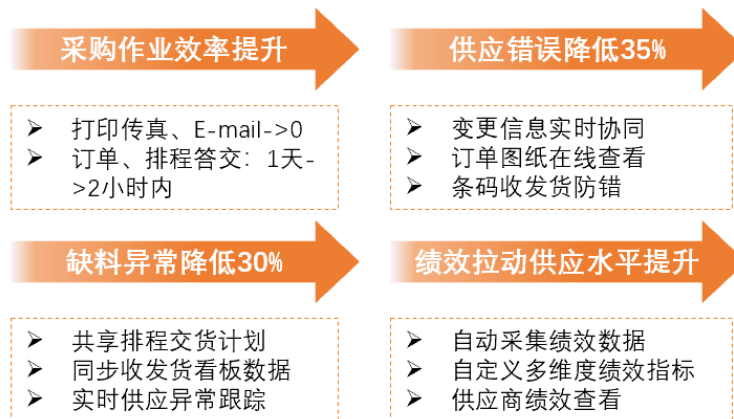 采购作业效率提升
➢ 打印传真、E-mail->0
➢ 订单、排程答交：1天-
>2小时内
供应错误降低35%
➢ 变更信息实时协同
➢ 订单图纸在线查看
➢ 条码收发货防错
缺料异常降低30%
➢ 共享排程交货计划
➢ 同步收发货看板数据
➢ 实时供应异常跟踪
绩效拉动供应水平提升
➢ 自动采集绩效数据
➢ 自定义多维度绩效指标
➢ 供应商绩效查看